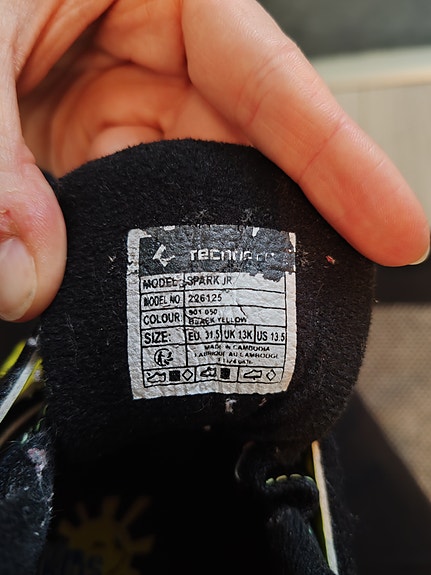 MODEL: SPARK JR
MODEL NO 226125
COLOUR: 901 050
BLACK YELLOW
SIZE: EU 31.5 UK 13K US 13.5
MADE IN CAMBODIA
FABRIQUE AU CAMBODGE